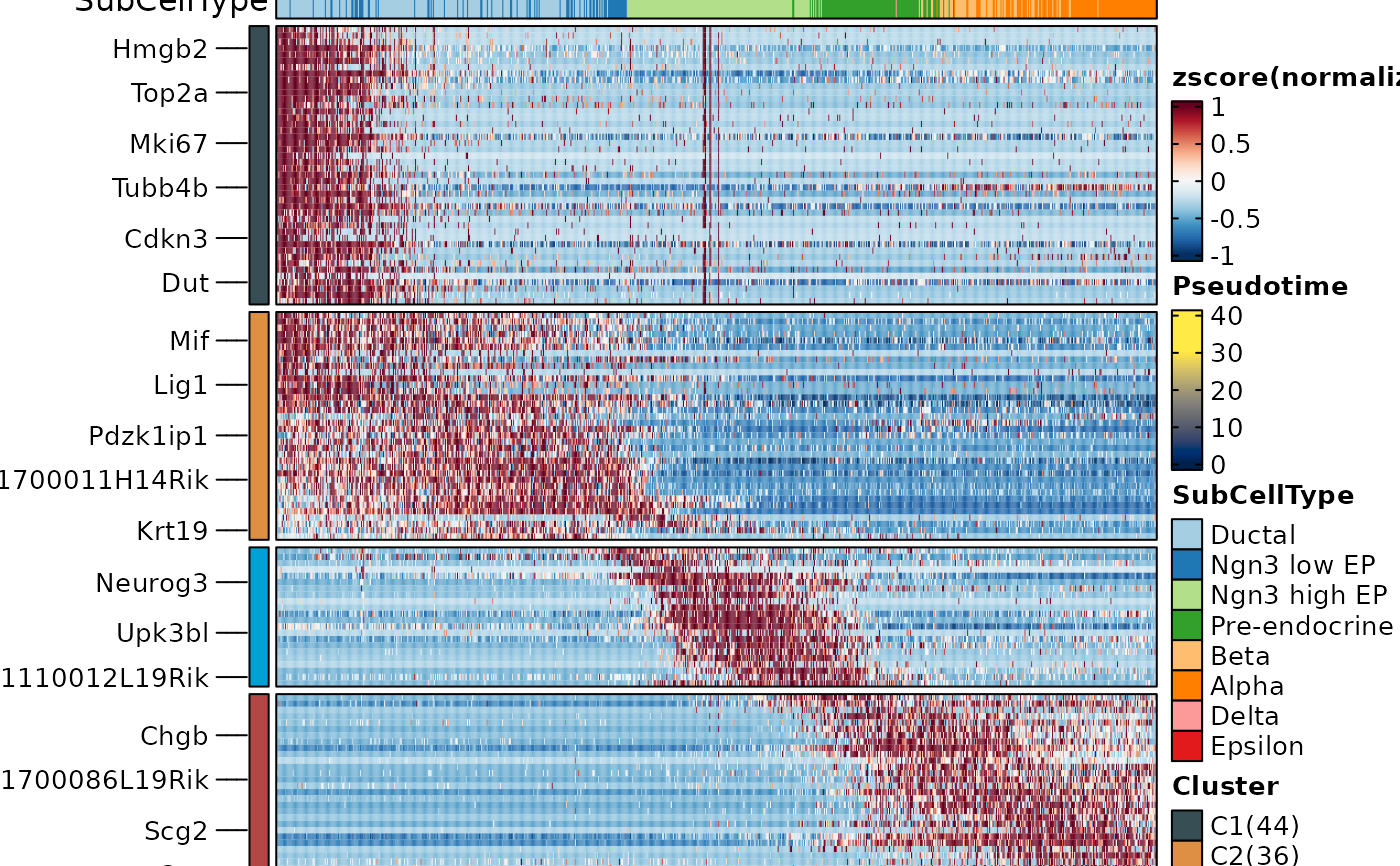 SubCellType
Hmgb2
Top2a
Mki67
Tubb4b
Cdkn3
Dut
Mif
Lig1
Pdzk1ip1
1700011H14Rik
Krt19
Neurog3
Upk3bl
1110012L19Rik
Chgb
1700086L19Rik
Scg2
zscore(normaliz
1
0.5
0
-0.5
-1
Pseudotime
40
30
20
10
0
SubCellType
Ductal
Ngn3 low EP
Ngn3 high EP
Pre-endocrine
Beta
Alpha
Delta
Epsilon
Cluster
C1(44)
C2(36)